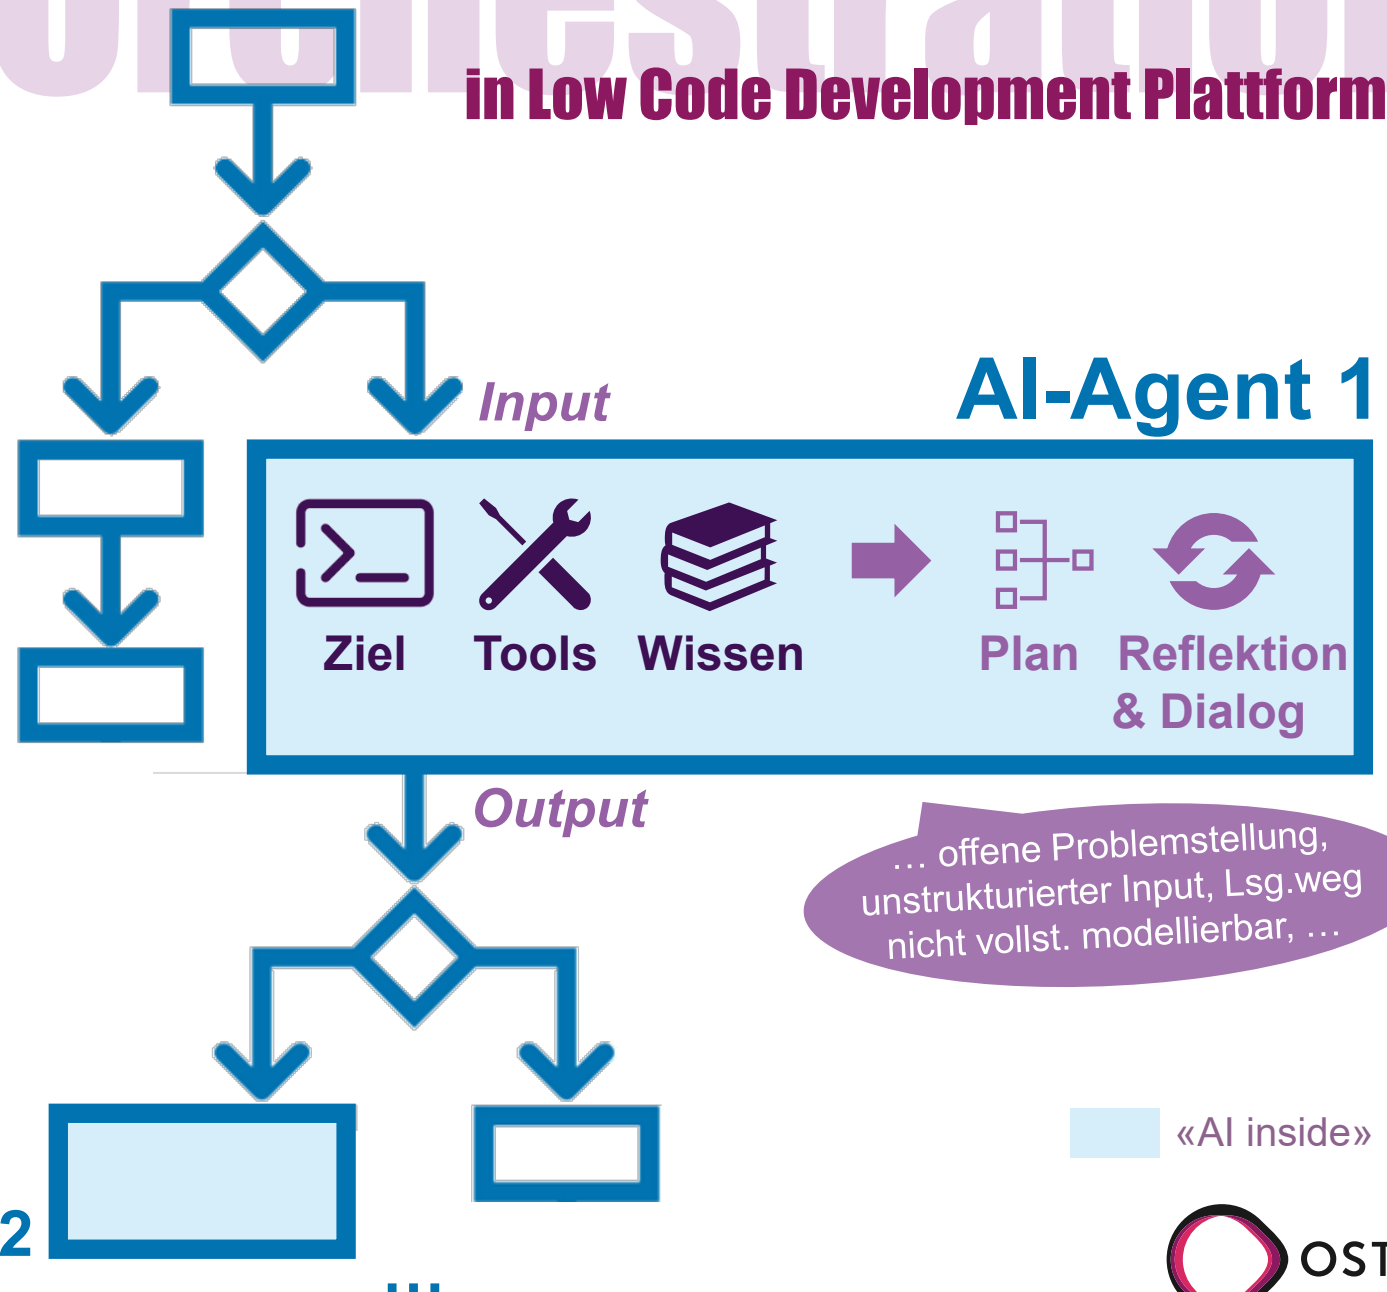 orchestration
in Low Code Development Plattform
Input
AI-Agent 1
Ziel Tools Wissen Plan Reflektion
& Dialog
Output
… offene Problemstellung,
unstrukturierter Input, Lsg.weg
nicht vollst. modellierbar, …
«AI inside»
2
OST
…